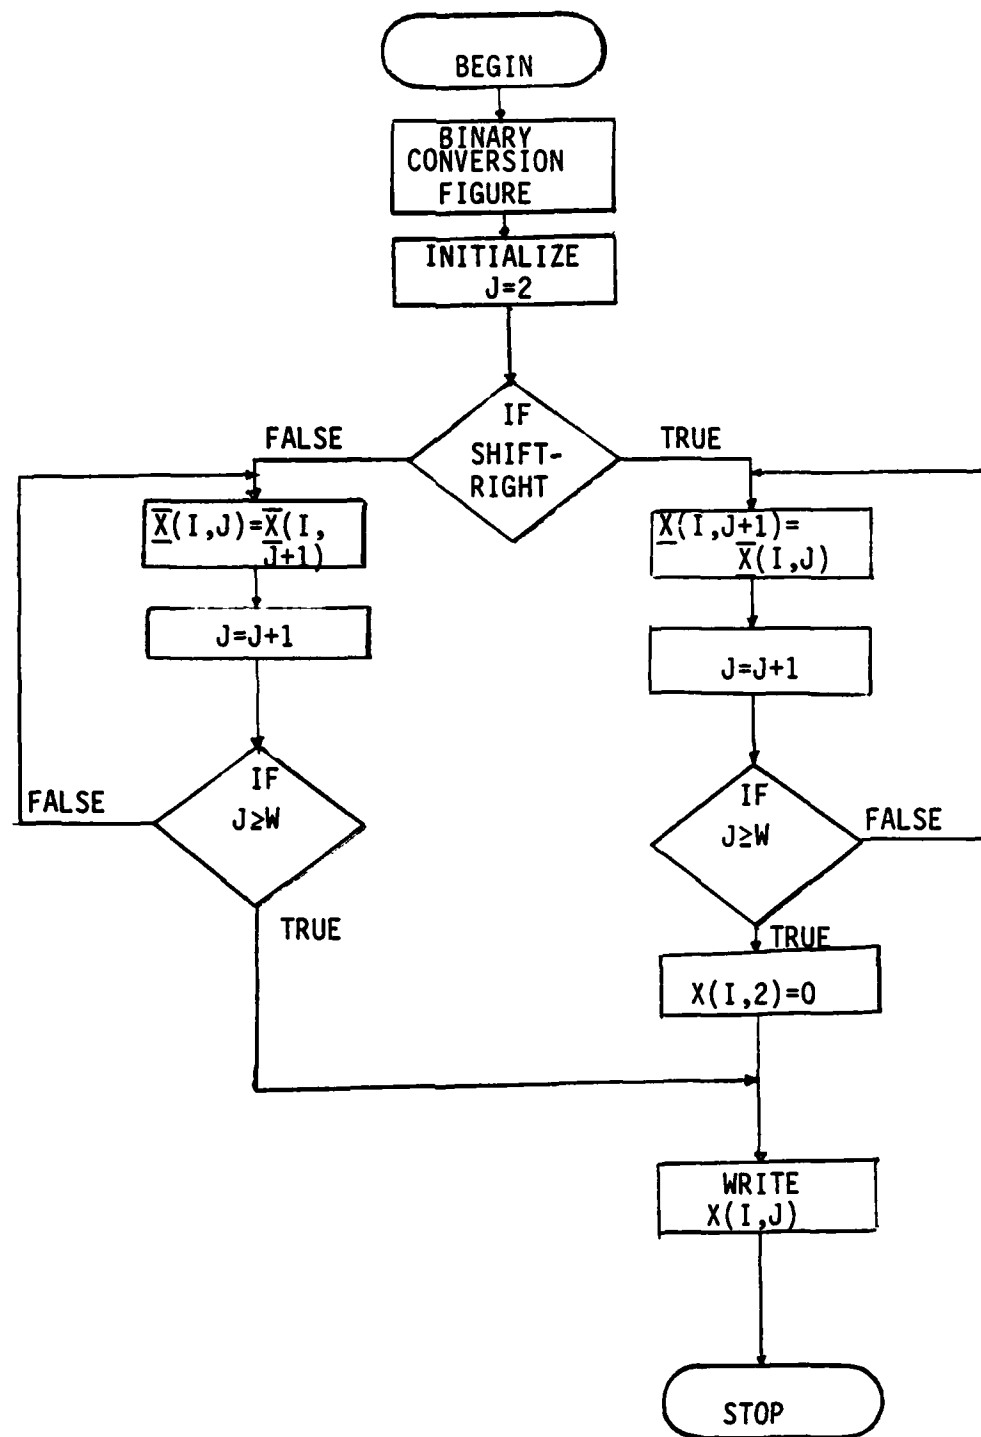 BEGIN
BINARY
CONVERSION
FIGURE
INITIALIZE
J=2
IF
SHIFT-
RIGHT
FALSE
TRUE
X̲̅(I,J)=X̲̅(I,
J+1)
J=J+1
IF
J≥W
FALSE
TRUE
X̲(I,J+1)=
X̅(I,J)
J=J+1
IF
J≥W
FALSE
TRUE
X(I,2)=0
WRITE
X(I,J)
STOP